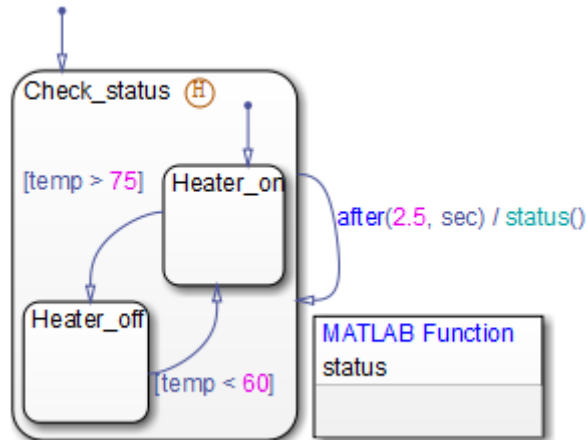 Check_status H
[temp > 75]
Heater_on
after(2.5, sec) / status()
Heater_off
[temp < 60]
MATLAB Function
status